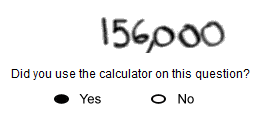 156,000
Did you use the calculator on this question?
Yes No